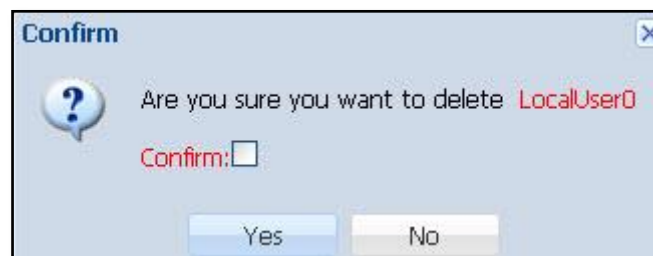 Confirm
Are you sure you want to delete LocalUser0
Confirm:
Yes No